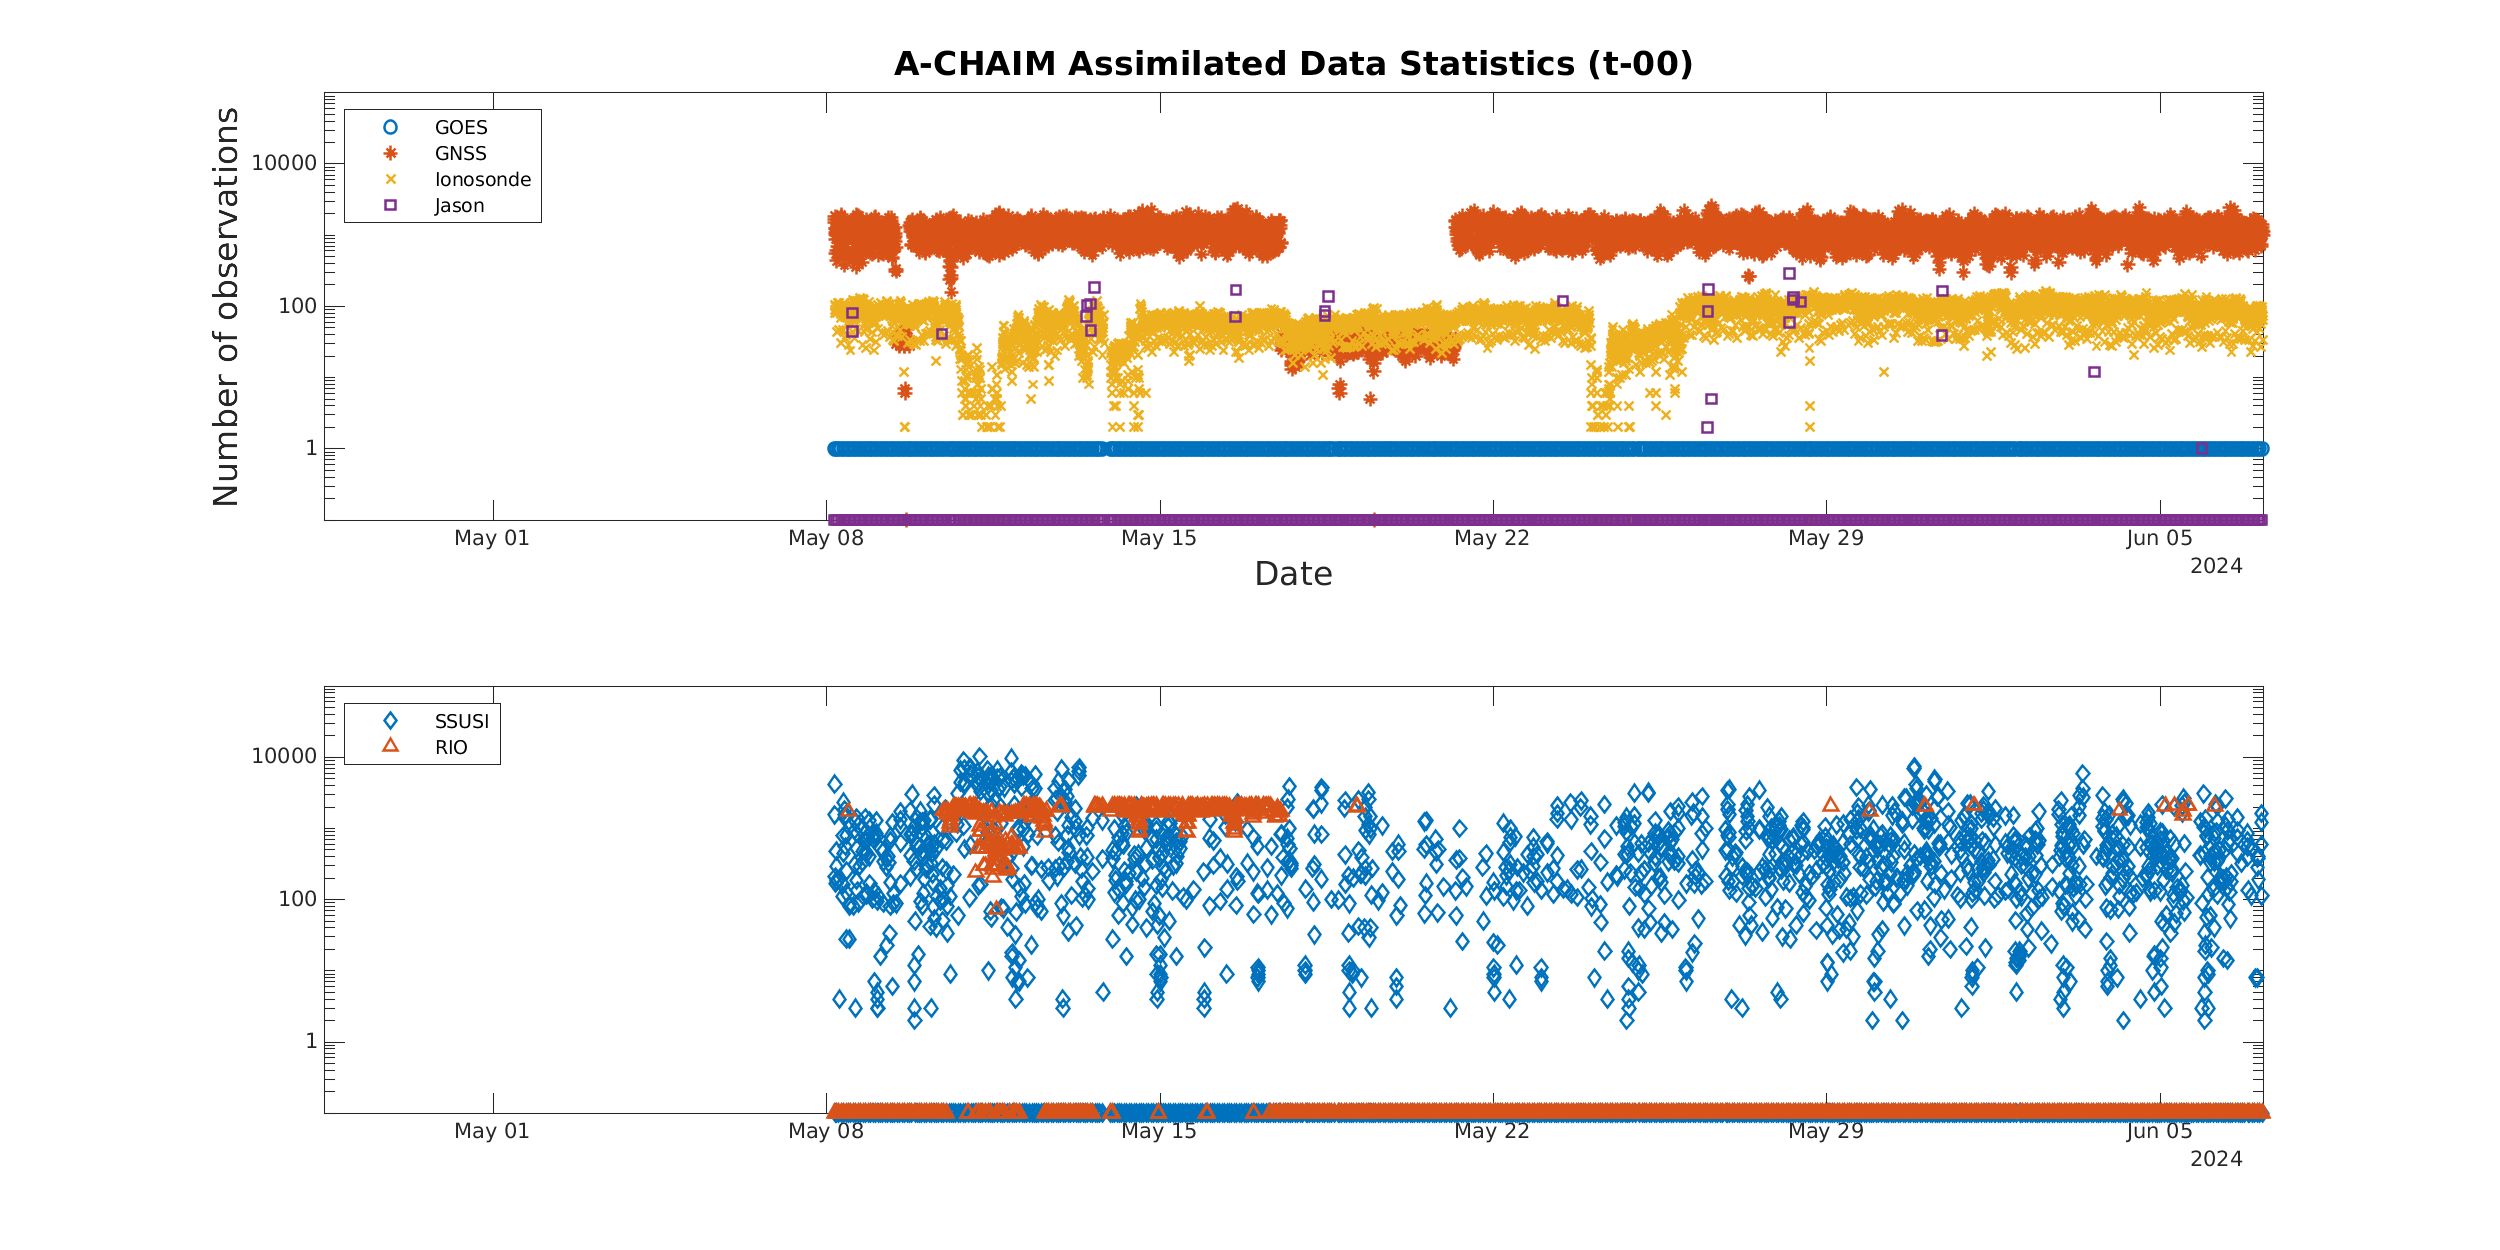 A-CHAIM Assimilated Data Statistics (t-00)
Number of observations
GOES
GNSS
Ionosonde
Jason
10000
100
1
May 01
May 08
May 15
May 22
May 29
Jun 05
Date
2024
SSUSI
RIO
10000
100
1
May 01
May 08
May 15
May 22
May 29
Jun 05
2024